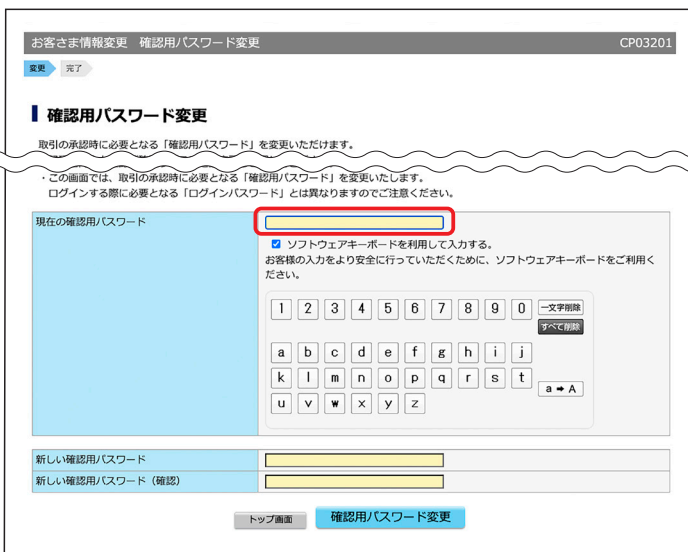 お客さま情報変更　確認用パスワード変更 CP03201
変更 完了
確認用パスワード変更
取引の承認時に必要となる「確認用パスワード」を変更いただけます。
・この画面では、取引の承認時に必要となる「確認用パスワード」を変更いたします。
ログインする際に必要となる「ログインパスワード」とは異なりますのでご注意ください。
現在の確認用パスワード
ソフトウェアキーボードを利用して入力する。
お客様の入力をより安全に行っていただくために、ソフトウェアキーボードをご利用く
ださい。
1 2 3 4 5 6 7 8 9 0 一文字削除
すべて削除
a b c d e f g h i j
k l m n o p q r s t
a ➡ A
u v w x y z
新しい確認用パスワード
新しい確認用パスワード（確認）
トップ画面 確認用パスワード変更